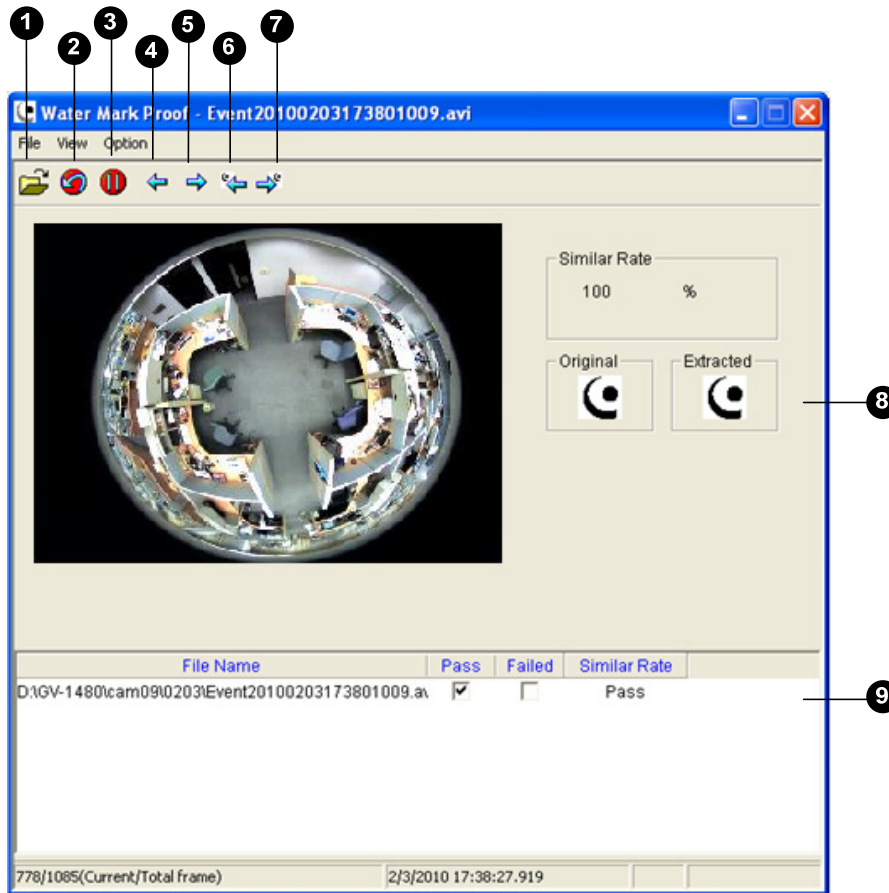 1
2
3
4
5
6
7
Water Mark Proof - Event20100203173801009.avi
File View Option
Similar Rate
100 %
Original Extracted
8
File Name Pass Failed Similar Rate
D:\GV-1480\cam09\0203\Event20100203173801009.av Pass
9
778/1085(Current/Total frame) 2/3/2010 17:38:27.919